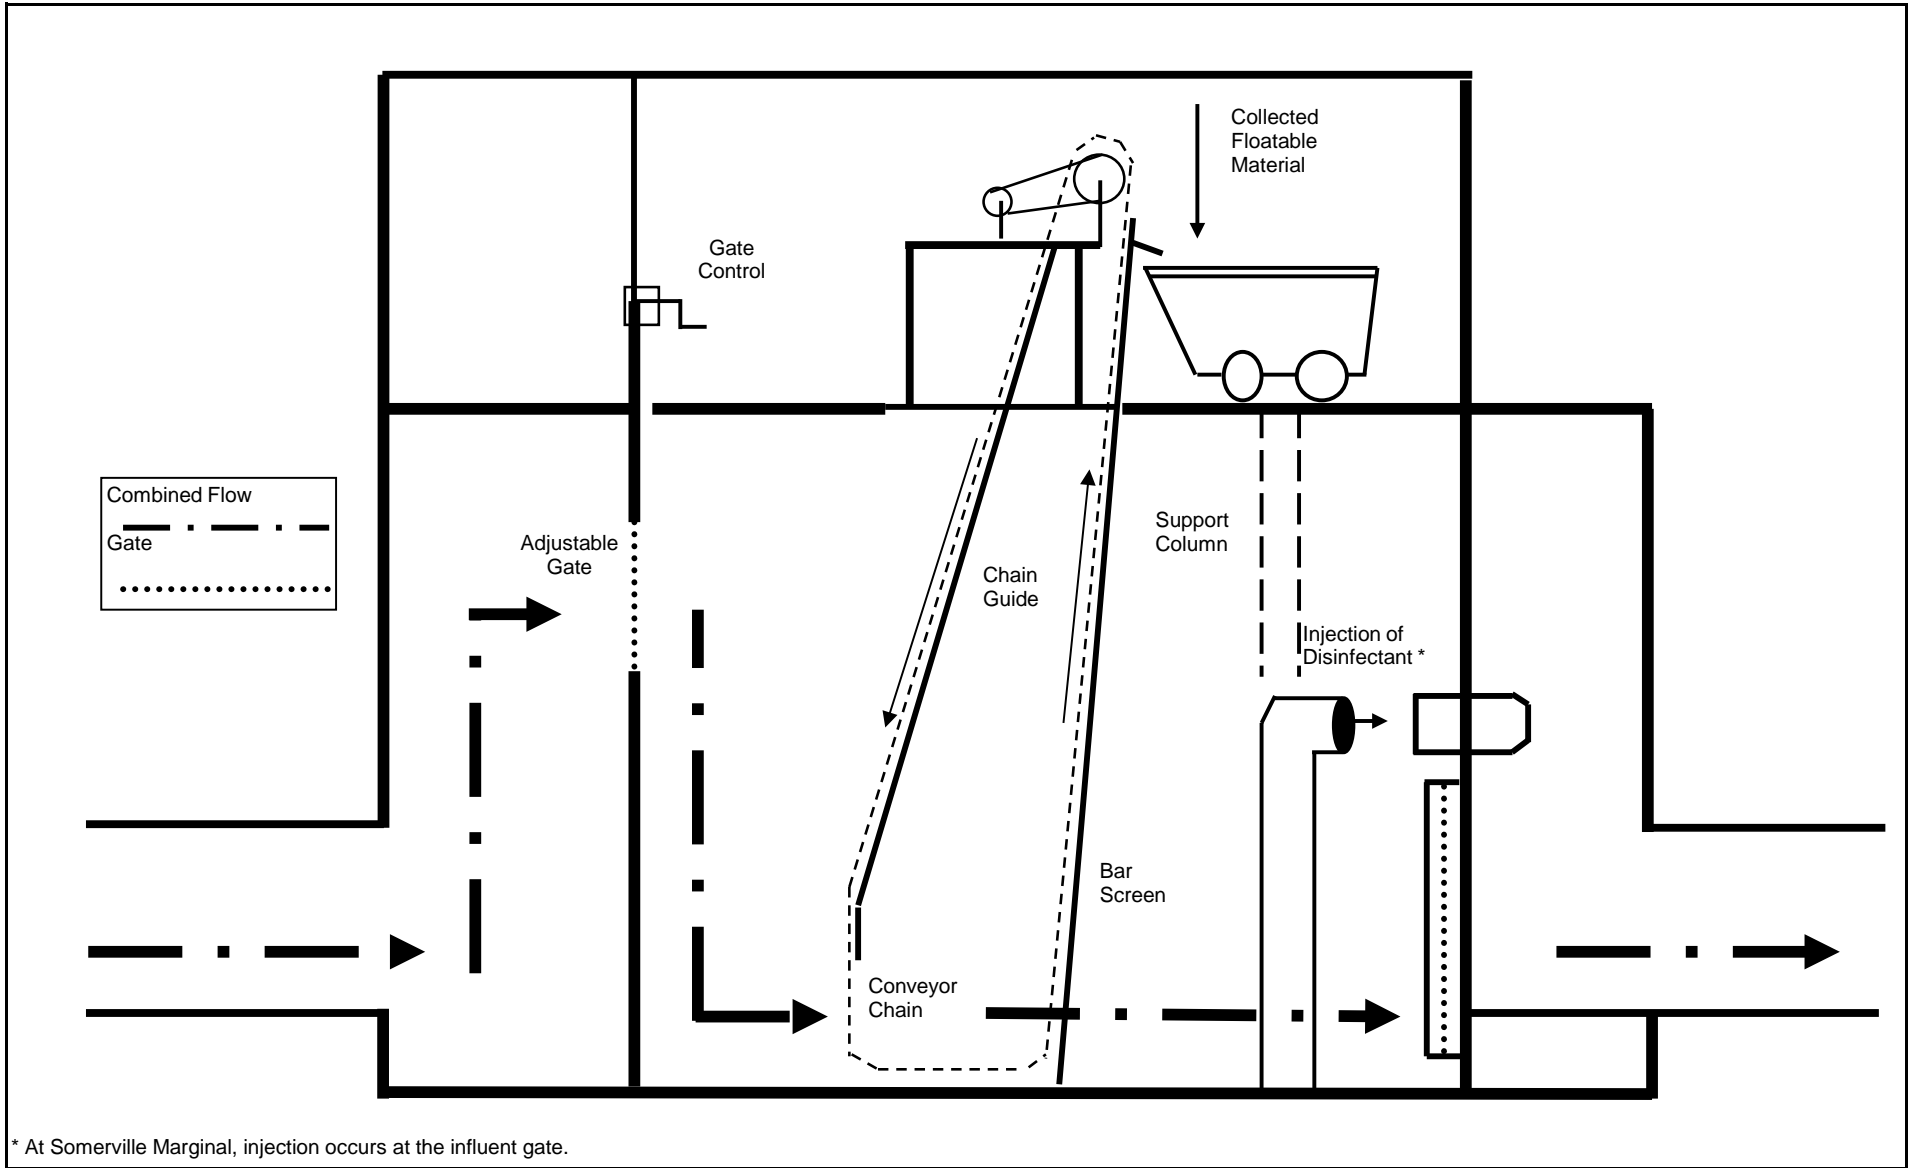 Collected
Floatable
Material
Gate
Control
Combined Flow
Gate
Adjustable
Gate
Support
Column
Chain
Guide
Injection of
Disinfectant *
Bar
Screen
Conveyor
Chain
* At Somerville Marginal, injection occurs at the influent gate.